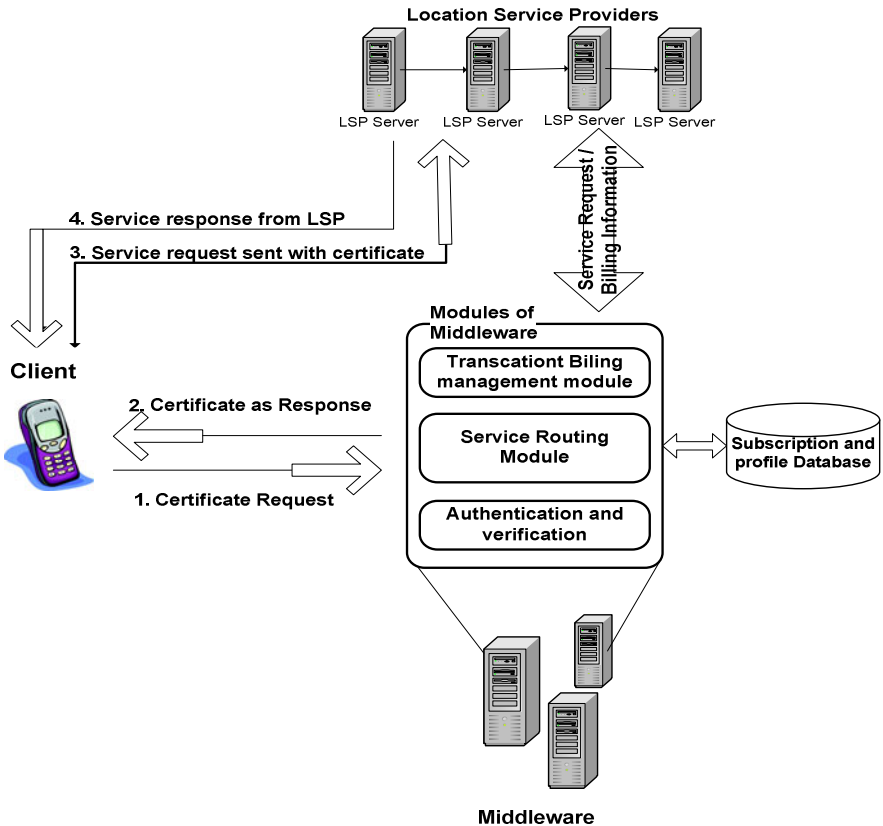 Location Service Providers
LSP Server
LSP Server
LSP Server
LSP Server
Service Request /
Billing Information
4. Service response from LSP
3. Service request sent with certificate
Modules of
Middleware
Transcationt Biling
management module
Client
2. Certificate as Response
Service Routing
Module
Subscription and
profile Database
1. Certificate Request
Authentication and
verification
Middleware